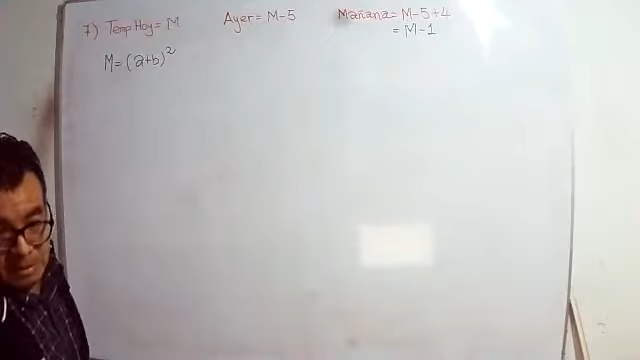 7) Temp Hoy = M Ayer = M-5 Mañana = M-5+4
= M-1
M = (a+b)²